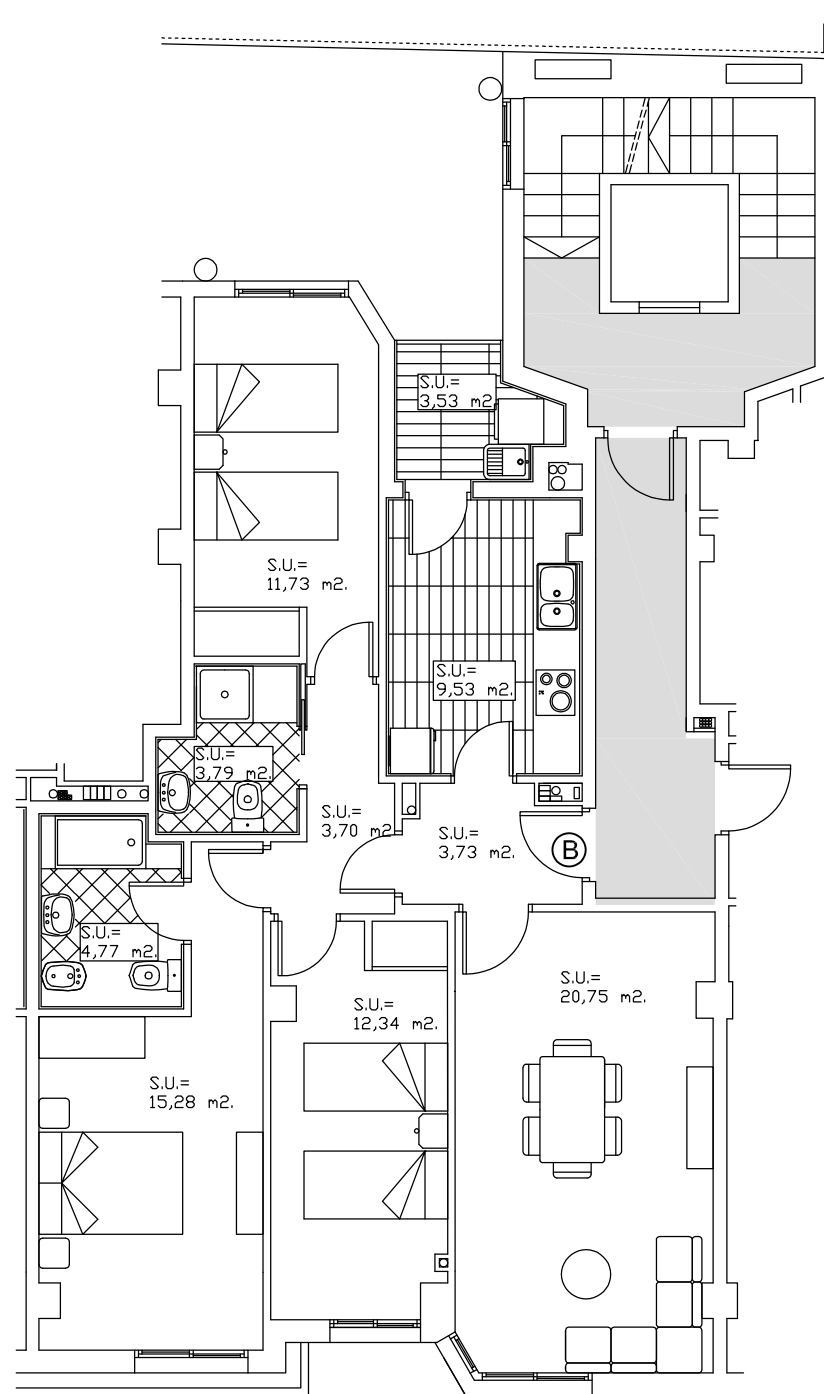 S.U.=
3,53 m2.
S.U.=
11,73 m2.
S.U.=
9,53 m2.
S.U.=
3,79 m2.
S.U.=
3,70 m2
S.U.=
3,73 m2.
B
S.U.=
4,77 m2.
S.U.=
20,75 m2.
S.U.=
12,34 m2.
S.U.=
15,28 m2.